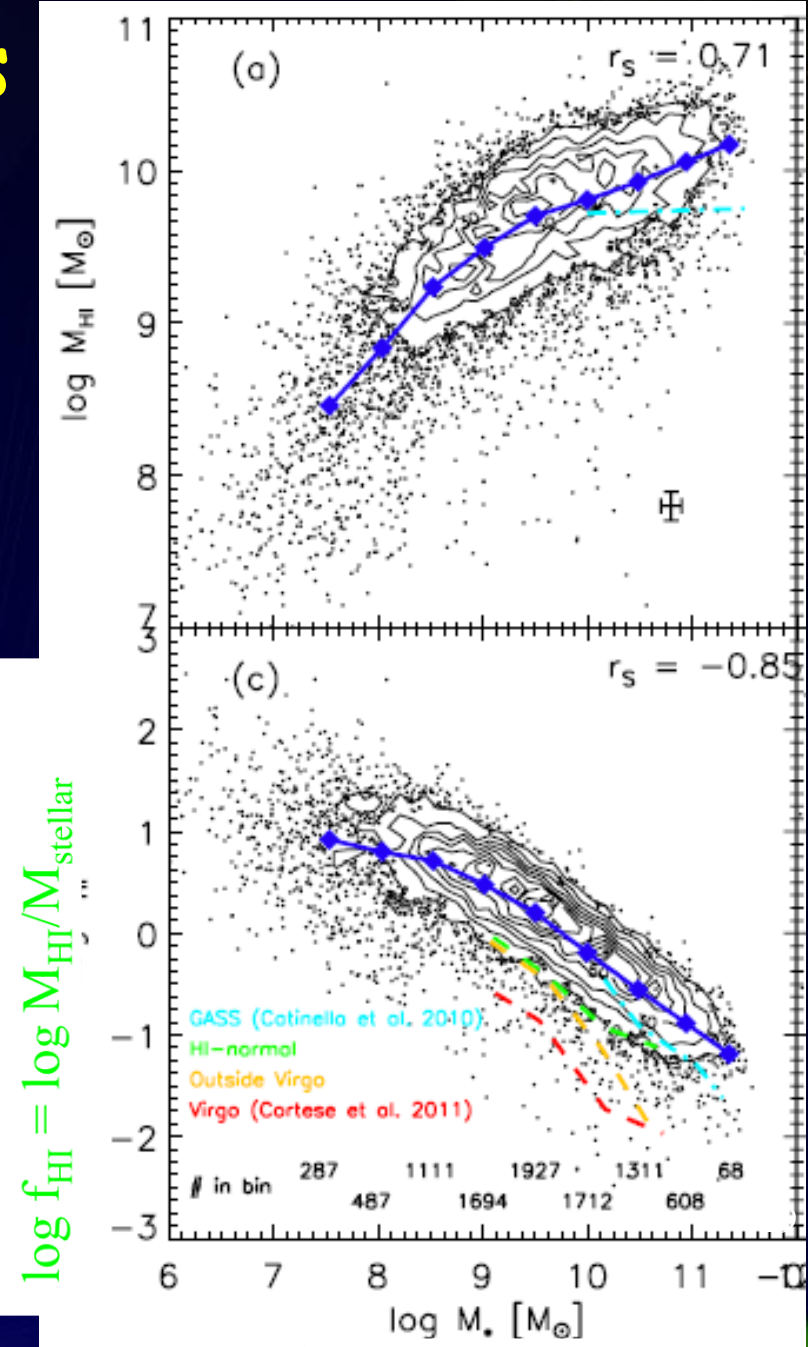 11
(a)
r_s = 0.71
10
9
8
7
log M_HI [M_⊙]
3
(c)
r_s = −0.85
2
1
0
−1
−2
−3
log f_HI = log M_HI/M_stellar
GASS (Catinella et al. 2010)
HI−normal
Outside Virgo
Virgo (Cortese et al. 2011)
# in bin
287 1111 1927 1311 68
487 1694 1712 608
6 7 8 9 10 11
log M_* [M_⊙]